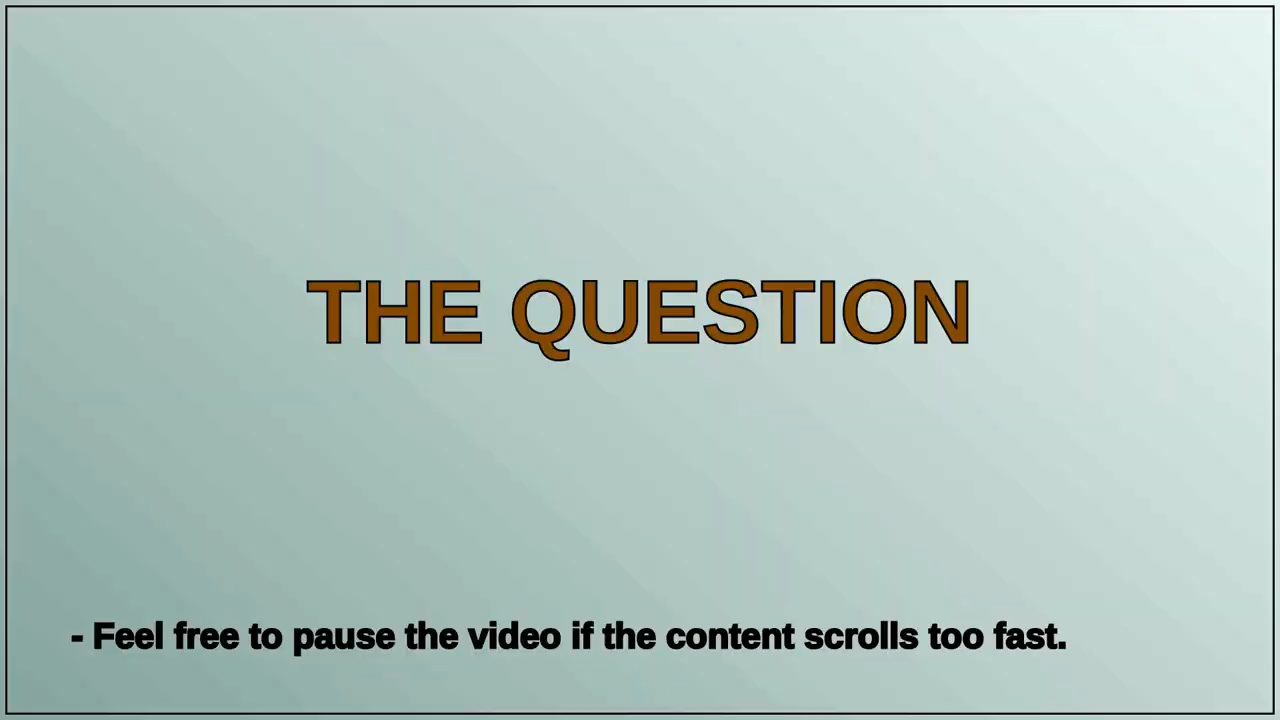 THE QUESTION
- Feel free to pause the video if the content scrolls too fast.